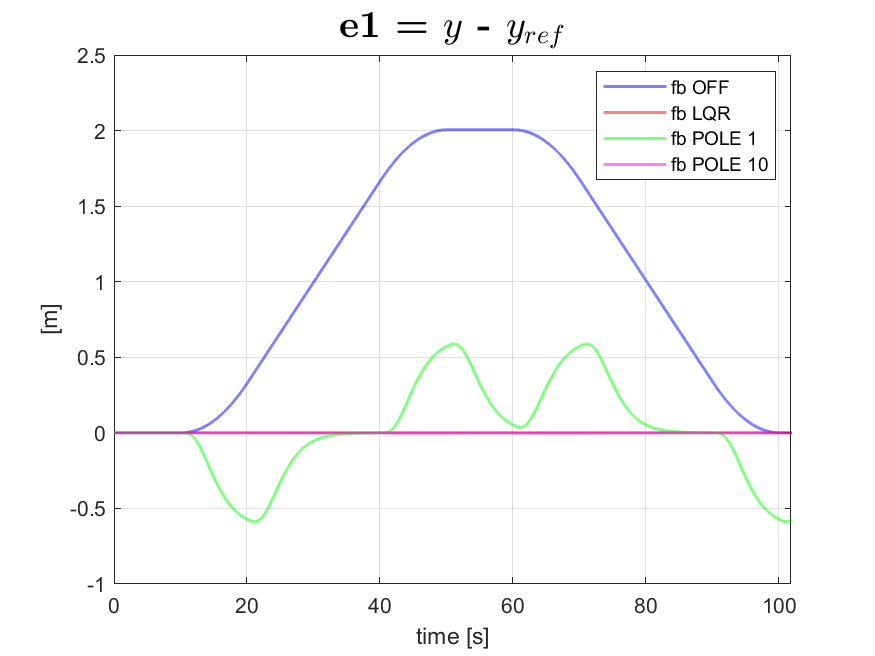 e1 = y - y_ref
2.5
fb OFF
fb LQR
fb POLE 1
fb POLE 10
2
1.5
1
[m]
0.5
0
-0.5
-1
0 20 40 60 80 100
time [s]